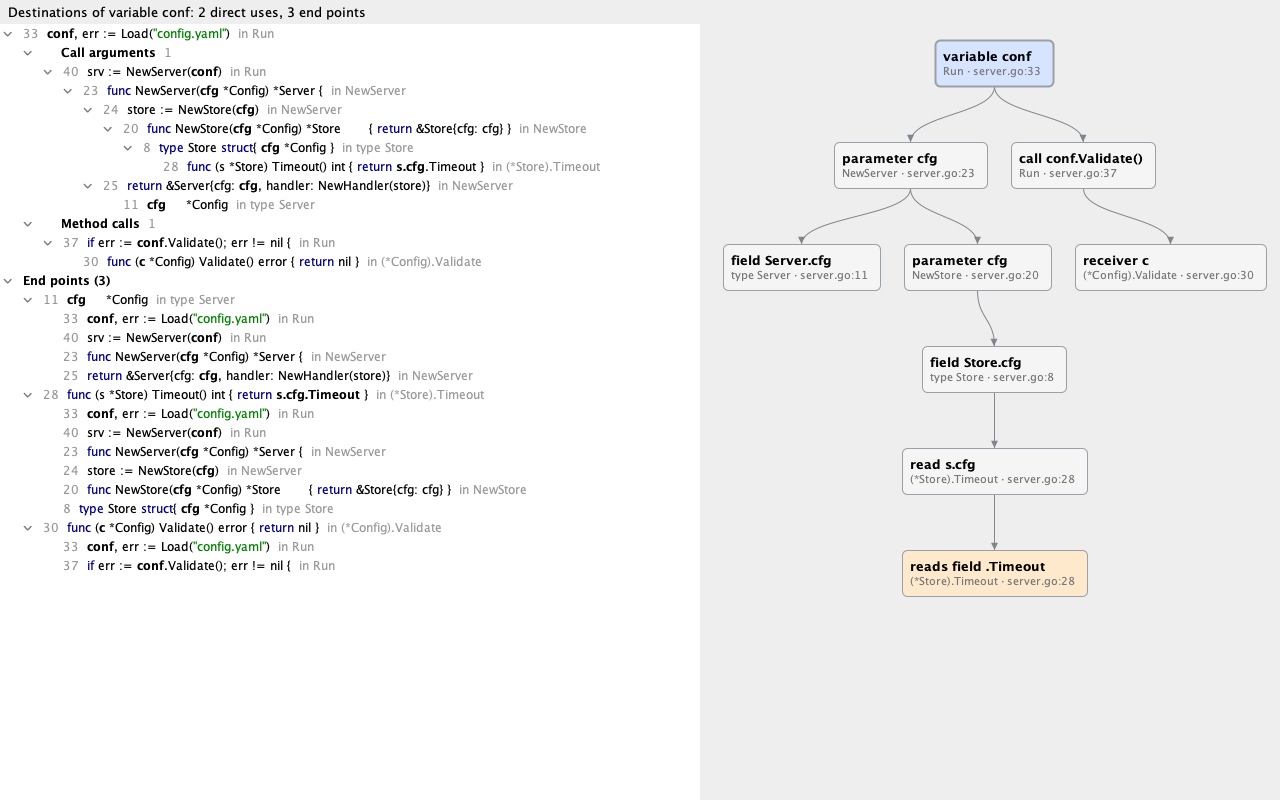 Destinations of variable conf: 2 direct uses, 3 end points
33 conf, err := Load("config.yaml") in Run
Call arguments 1
40 srv := NewServer(conf) in Run
23 func NewServer(cfg *Config) *Server { in NewServer
24 store := NewStore(cfg) in NewServer
20 func NewStore(cfg *Config) *Store { return &Store{cfg: cfg} } in NewStore
8 type Store struct{ cfg *Config } in type Store
28 func (s *Store) Timeout() int { return s.cfg.Timeout } in (*Store).Timeout
25 return &Server{cfg: cfg, handler: NewHandler(store)} in NewServer
11 cfg *Config in type Server
Method calls 1
37 if err := conf.Validate(); err != nil { in Run
30 func (c *Config) Validate() error { return nil } in (*Config).Validate
End points (3)
11 cfg *Config in type Server
33 conf, err := Load("config.yaml") in Run
40 srv := NewServer(conf) in Run
23 func NewServer(cfg *Config) *Server { in NewServer
25 return &Server{cfg: cfg, handler: NewHandler(store)} in NewServer
28 func (s *Store) Timeout() int { return s.cfg.Timeout } in (*Store).Timeout
33 conf, err := Load("config.yaml") in Run
40 srv := NewServer(conf) in Run
23 func NewServer(cfg *Config) *Server { in NewServer
24 store := NewStore(cfg) in NewServer
20 func NewStore(cfg *Config) *Store { return &Store{cfg: cfg} } in NewStore
8 type Store struct{ cfg *Config } in type Store
30 func (c *Config) Validate() error { return nil } in (*Config).Validate
33 conf, err := Load("config.yaml") in Run
37 if err := conf.Validate(); err != nil { in Run
variable conf
Run · server.go:33
parameter cfg
NewServer · server.go:23
call conf.Validate()
Run · server.go:37
field Server.cfg
type Server · server.go:11
parameter cfg
NewStore · server.go:20
receiver c
(*Config).Validate · server.go:30
field Store.cfg
type Store · server.go:8
read s.cfg
(*Store).Timeout · server.go:28
reads field .Timeout
(*Store).Timeout · server.go:28